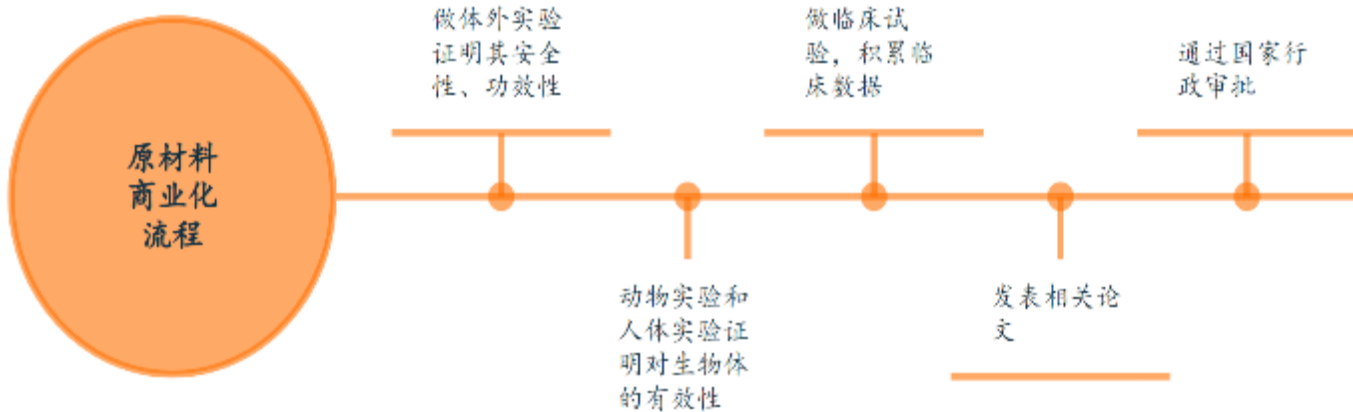 原材料
商业化
流程
做体外实验
证明其安全
性、功效性
动物实验和
人体实验证
明对生物体
的有效性
做临床试
验，积累临
床数据
发表相关论
文
通过国家行
政审批